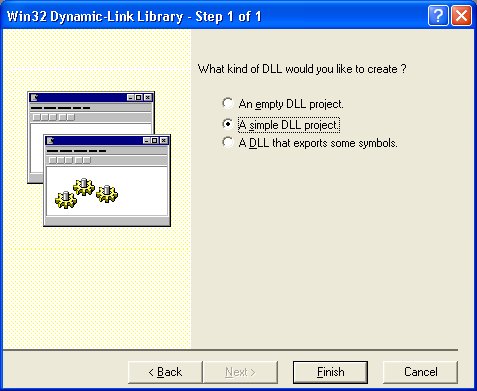 Win32 Dynamic-Link Library - Step 1 of 1
What kind of DLL would you like to create ?
An empty DLL project.
A simple DLL project.
A DLL that exports some symbols.
< Back Next > Finish Cancel